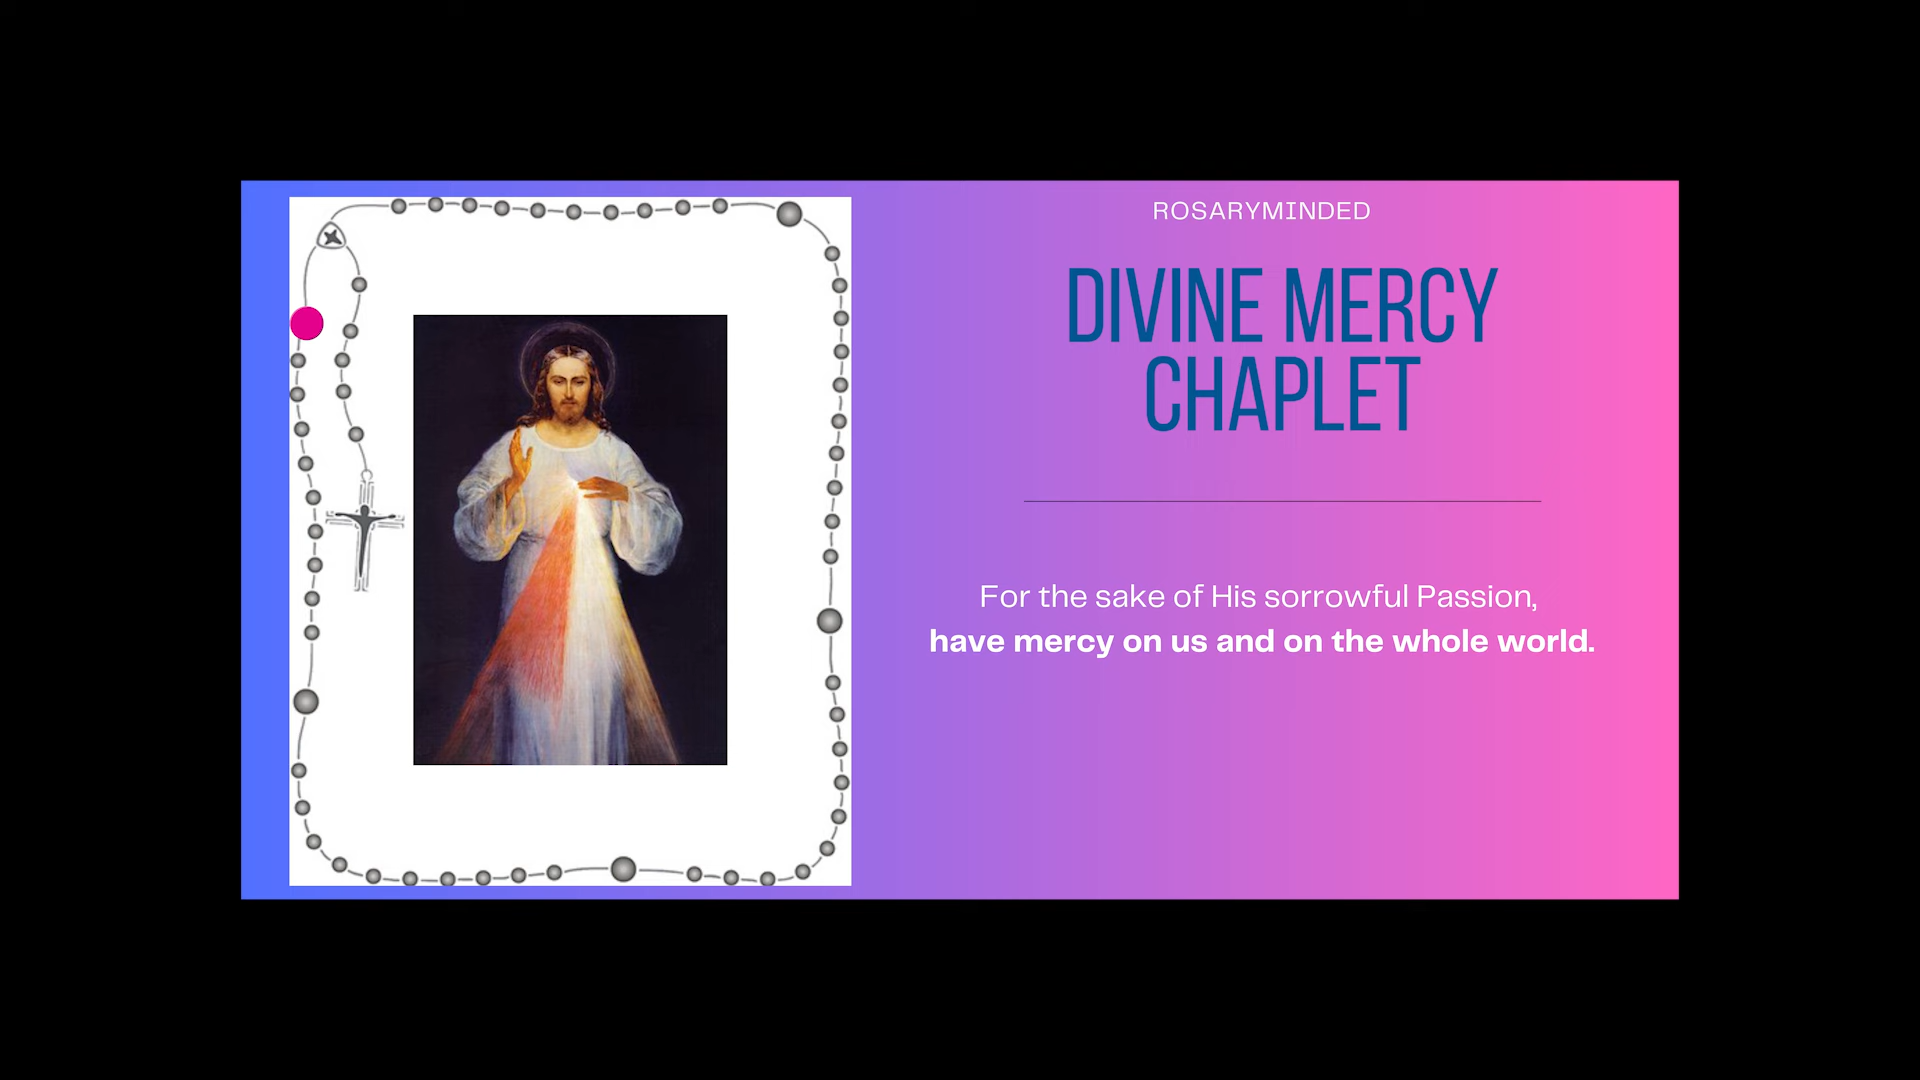 ROSARYMINDED
DIVINE MERCY
CHAPLET
For the sake of His sorrowful Passion,
have mercy on us and on the whole world.